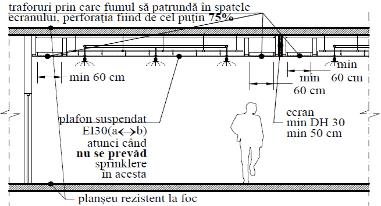 traforuri prin care fumul să patrundă în spatele
ecranului, perforația fiind de cel puțin 75%
min 60 cm
min
60 cm
min
60 cm
plafon suspendat
EI30(a↔b)
atunci când
nu se prevăd
sprinklere
în acesta
ecran
min DH 30
min 50 cm
planșeu rezistent la foc